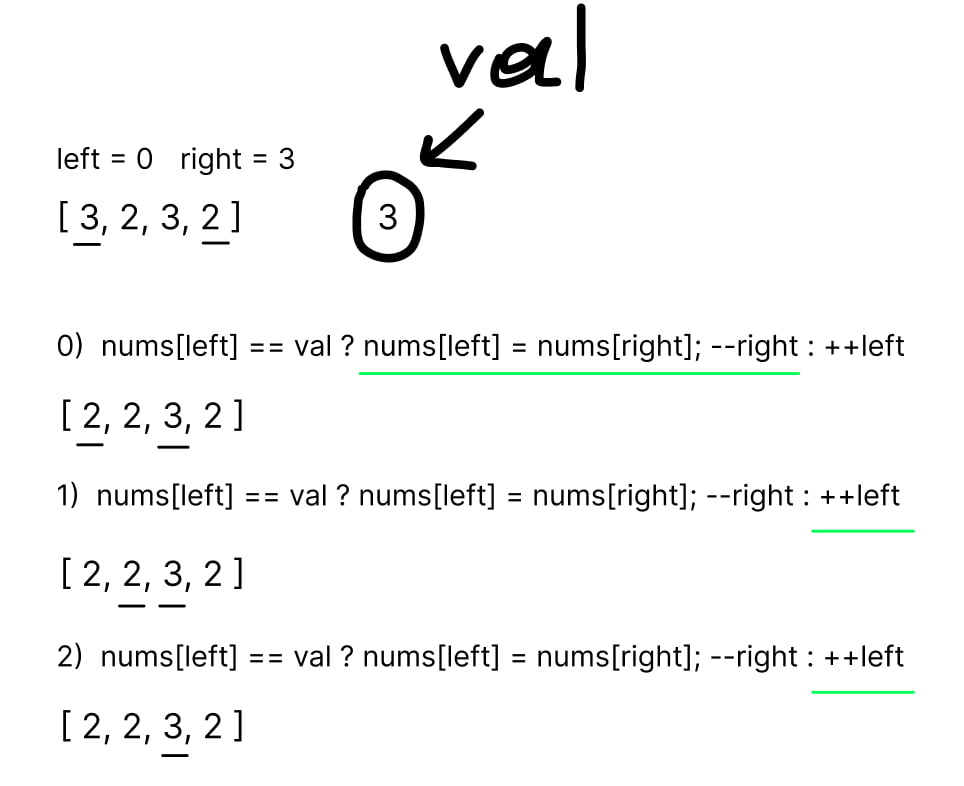 val
left = 0 right = 3
[ 3, 2, 3, 2 ] 3
0) nums[left] == val ? nums[left] = nums[right]; --right : ++left
[ 2, 2, 3, 2 ]
1) nums[left] == val ? nums[left] = nums[right]; --right : ++left
[ 2, 2, 3, 2 ]
2) nums[left] == val ? nums[left] = nums[right]; --right : ++left
[ 2, 2, 3, 2 ]